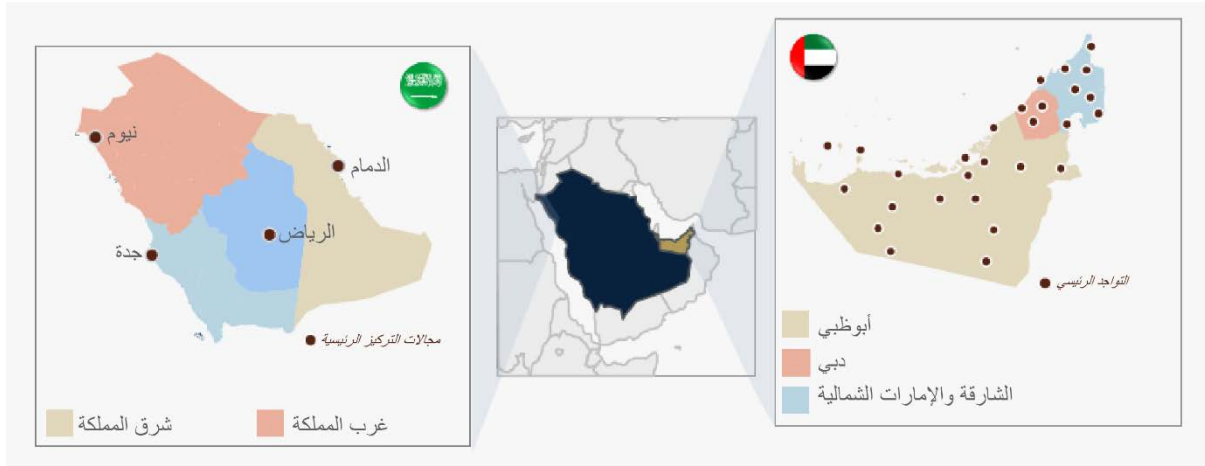 نيوم
الدمام
الرياض
جدة
مجالات التركيز الرئيسية
غرب المملكة
شرق المملكة
التواجد الرئيسي
أبوظبي
دبي
الشارقة والإمارات الشمالية